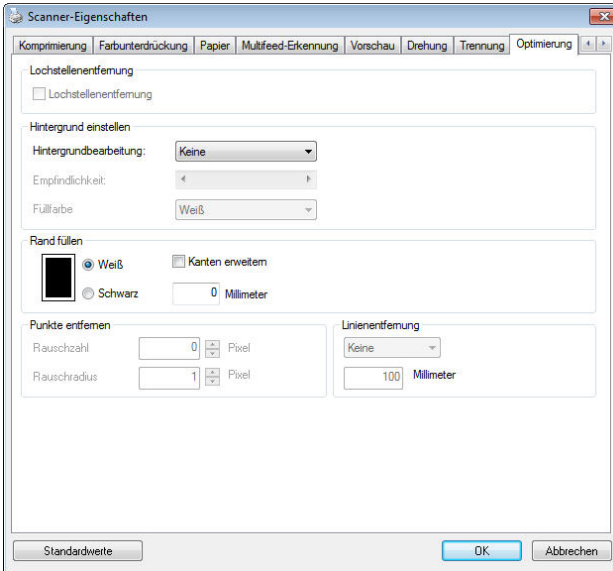 Scanner-Eigenschaften
Komprimierung Farbunterdrückung Papier Multifeed-Erkennung Vorschau Drehung Trennung Optimierung
Lochstellenentfernung
Lochstellenentfernung
Hintergrund einstellen
Hintergrundbearbeitung: Keine
Empfindlichkeit:
Füllfarbe Weiß
Rand füllen
Weiß Kanten erweitern
Schwarz 0 Millimeter
Punkte entfernen
Rauschzahl 0 Pixel
Rauschradius 1 Pixel
Linienentfernung
Keine
100 Millimeter
Standardwerte OK Abbrechen